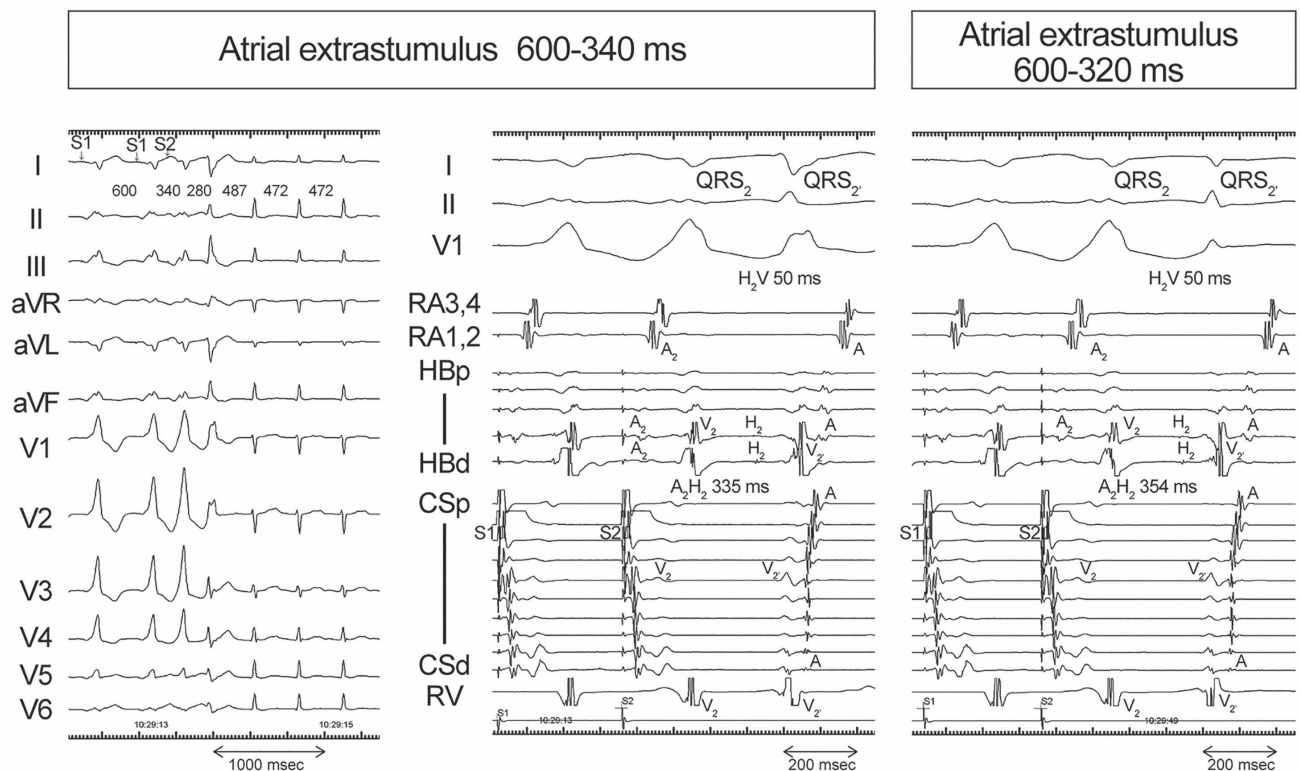 Atrial extrastumulus 600-340 ms
Atrial extrastumulus
600-320 ms
S1 S1 S2
I
600 340 280 487 472 472
II
III
aVR
aVL
aVF
V1
V2
V3
V4
V5
V6
10:29:13 10:29:15
1000 msec
I
QRS2 QRS2'
II
V1
H2V 50 ms
RA3,4
RA1,2
A2 A
HBp
A2 V2 H2 A
HBd
A2 H2 V2'
A2H2 335 ms
CSp
A
S1 S2
V2 V2'
CSd
A
RV
V2 V2'
S1 S2
10:29:13
200 msec
QRS2 QRS2'
H2V 50 ms
A2 A
A2 V2 H2 A
H2 V2'
A2H2 354 ms
A
S1 S2
V2 V2'
A
V2 V2'
S1 S2
10:29:49
200 msec